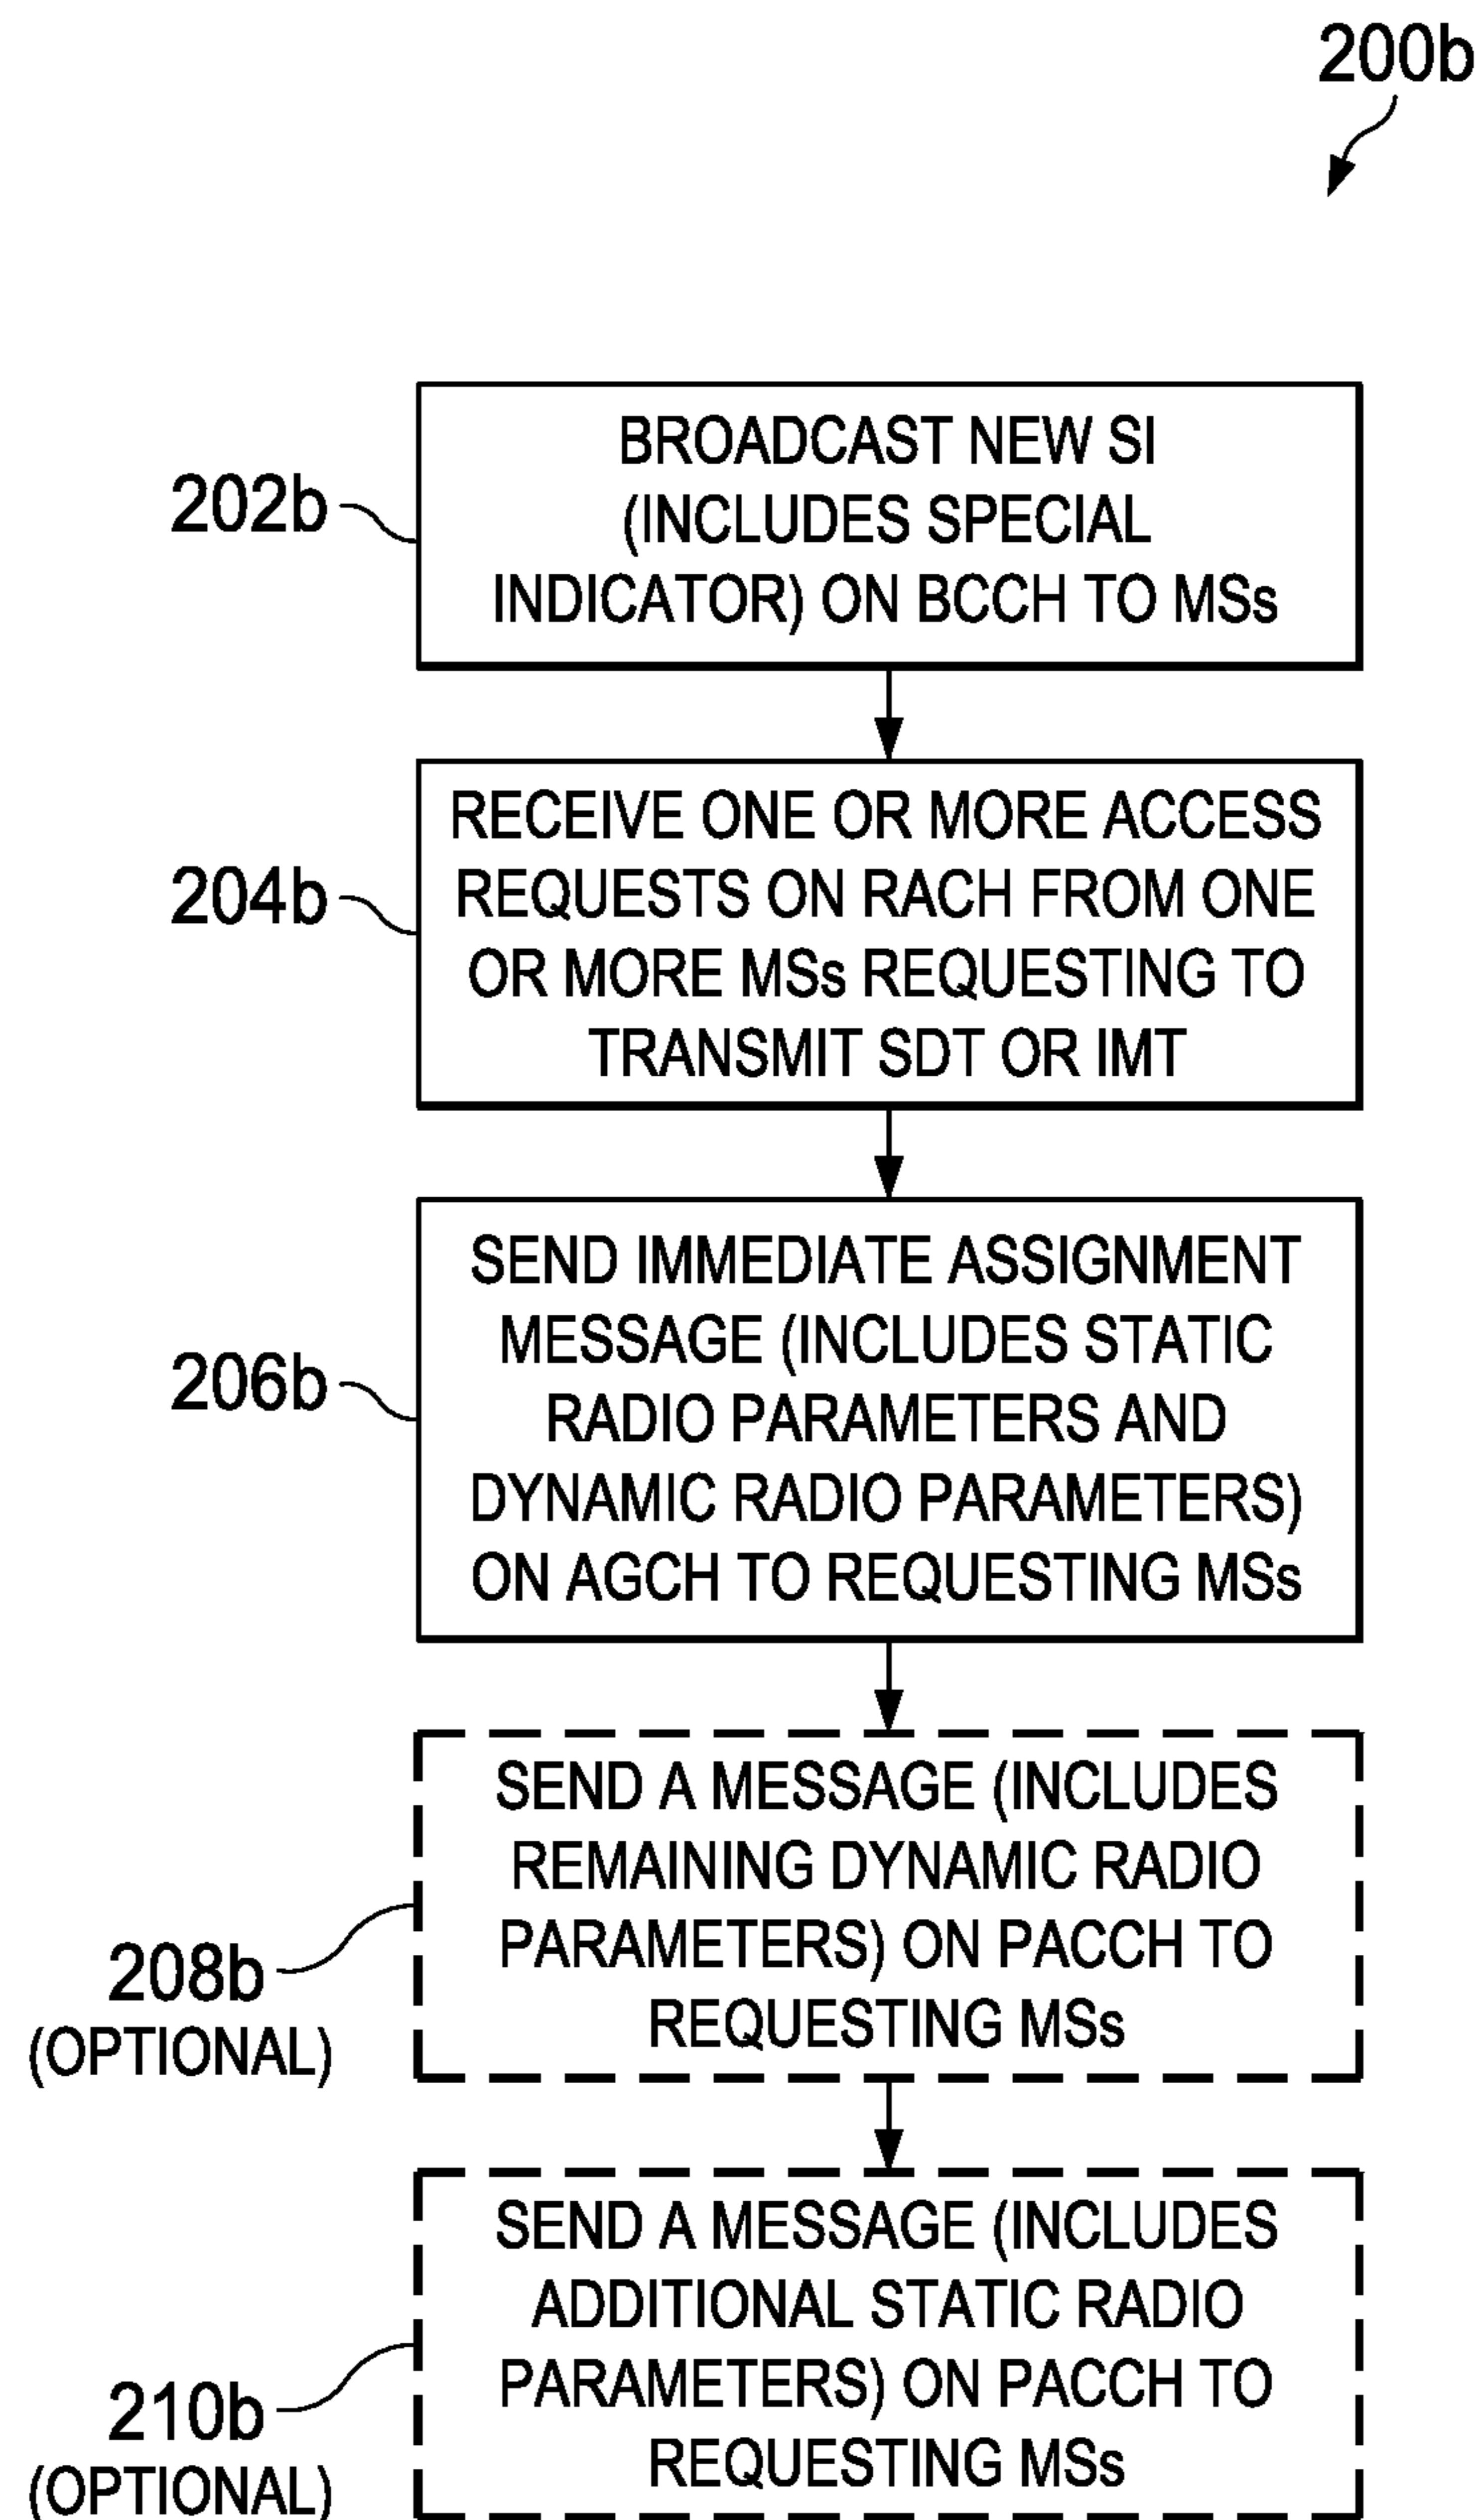 200b
202b
BROADCAST NEW SI
(INCLUDES SPECIAL
INDICATOR) ON BCCH TO MSs
204b
RECEIVE ONE OR MORE ACCESS
REQUESTS ON RACH FROM ONE
OR MORE MSs REQUESTING TO
TRANSMIT SDT OR IMT
206b
SEND IMMEDIATE ASSIGNMENT
MESSAGE (INCLUDES STATIC
RADIO PARAMETERS AND
DYNAMIC RADIO PARAMETERS)
ON AGCH TO REQUESTING MSs
208b
(OPTIONAL)
SEND A MESSAGE (INCLUDES
REMAINING DYNAMIC RADIO
PARAMETERS) ON PACCH TO
REQUESTING MSs
210b
(OPTIONAL)
SEND A MESSAGE (INCLUDES
ADDITIONAL STATIC RADIO
PARAMETERS) ON PACCH TO
REQUESTING MSs